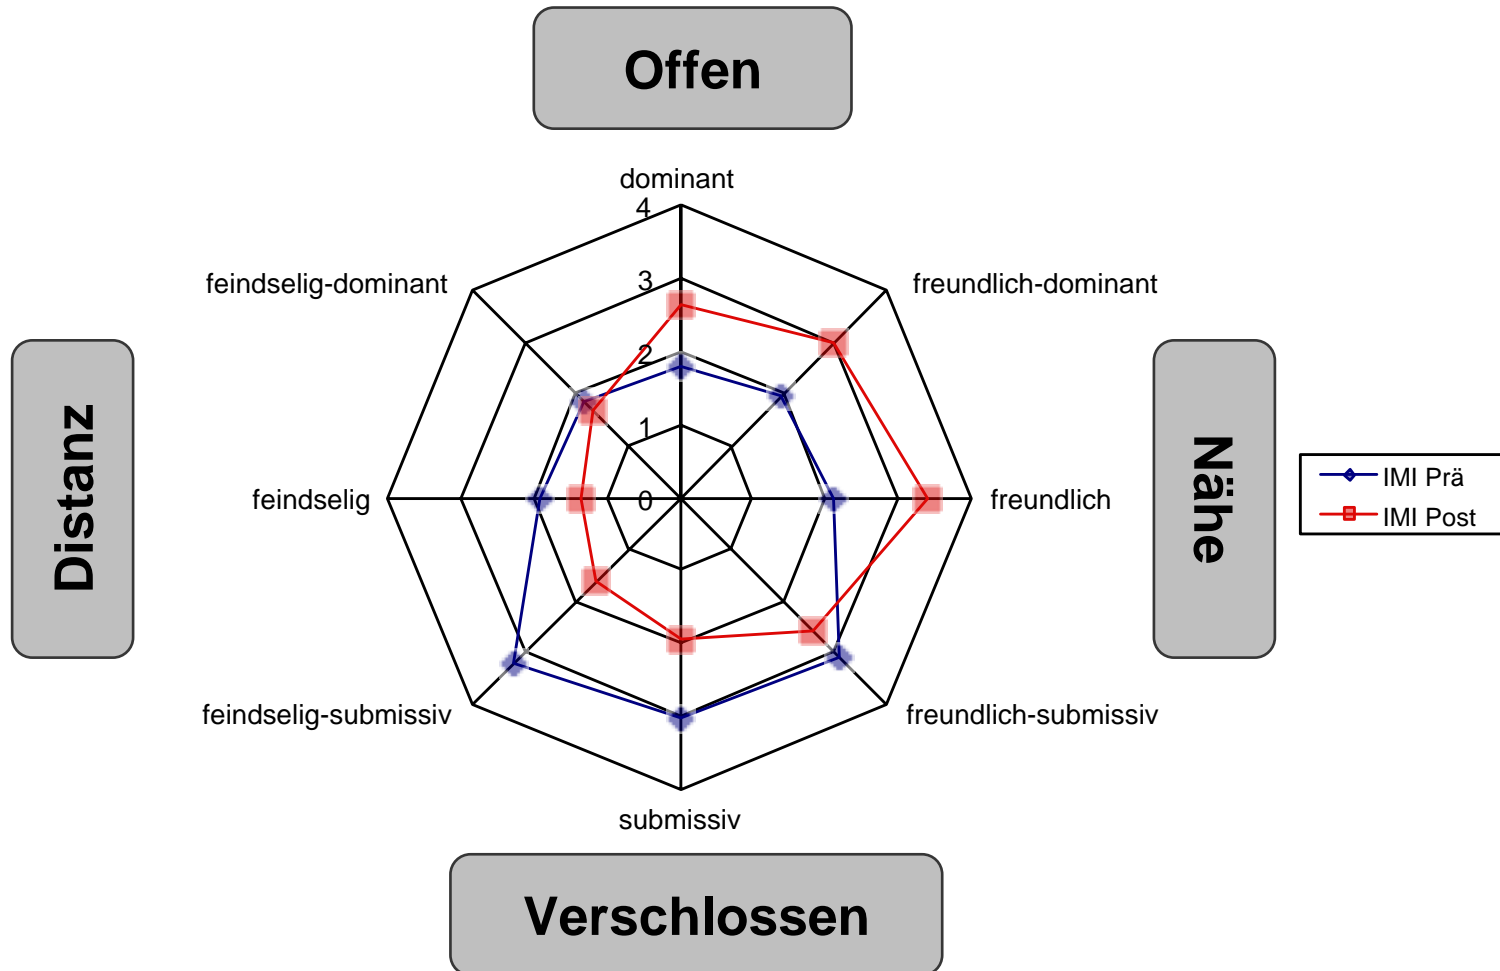 Offen
dominant
4
feindselig-dominant
freundlich-dominant
3
2
1
Distanz
feindselig
0
freundlich
Nähe
IMI Prä
IMI Post
feindselig-submissiv
freundlich-submissiv
submissiv
Verschlossen